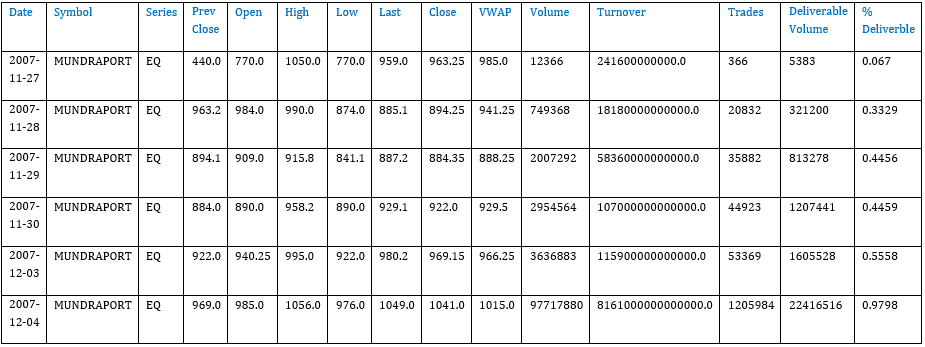 Date Symbol Series Prev Close Open High Low Last Close VWAP Volume Turnover Trades Deliverable Volume % Deliverble
2007-11-27 MUNDRAPORT EQ 440.0 770.0 1050.0 770.0 959.0 963.25 985.0 12366 241600000000.0 366 5383 0.067
2007-11-28 MUNDRAPORT EQ 963.2 984.0 990.0 874.0 885.1 894.25 941.25 749368 18180000000000.0 20832 321200 0.3329
2007-11-29 MUNDRAPORT EQ 894.1 909.0 915.8 841.1 887.2 884.35 888.25 2007292 58360000000000.0 35882 813278 0.4456
2007-11-30 MUNDRAPORT EQ 884.0 890.0 958.2 890.0 929.1 922.0 929.5 2954564 107000000000000.0 44923 1207441 0.4459
2007-12-03 MUNDRAPORT EQ 922.0 940.25 995.0 922.0 980.2 969.15 966.25 3636883 115900000000000.0 53369 1605528 0.5558
2007-12-04 MUNDRAPORT EQ 969.0 985.0 1056.0 976.0 1049.0 1041.0 1015.0 97717880 8161000000000000.0 1205984 22416516 0.9798